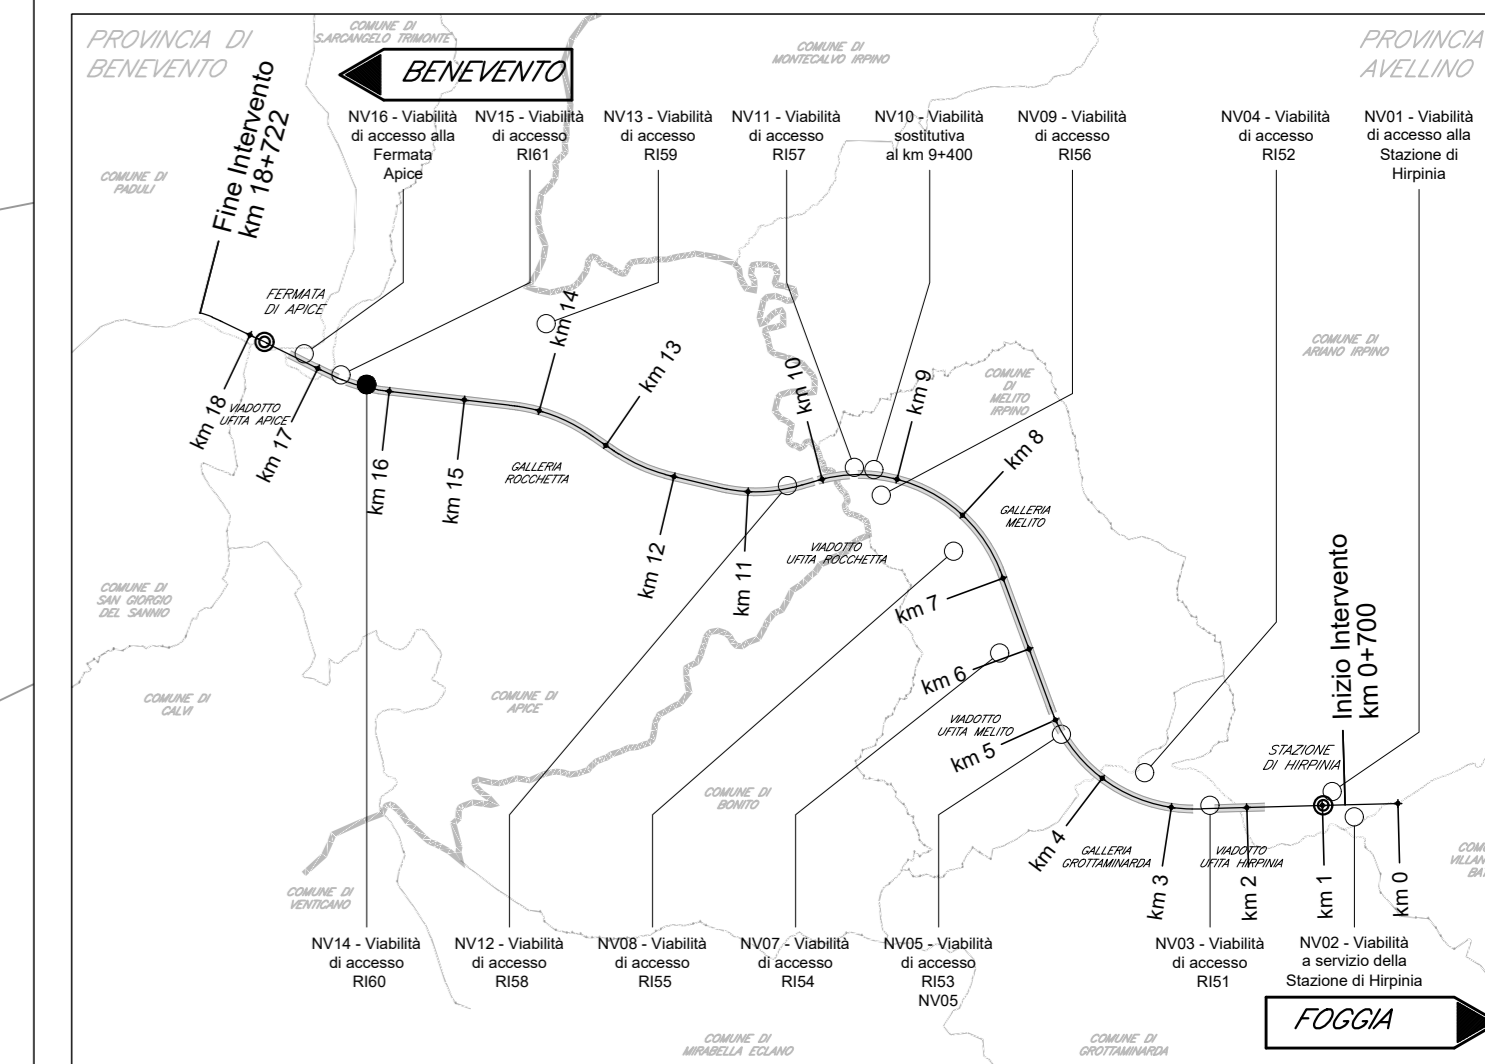 PROVINCIA DI
BENEVENTO
COMUNE DI
S.ARCANGELO TRIMONTE
BENEVENTO
COMUNE DI
MONTECALVO IRPINO
PROVINCIA
AVELLINO
Fine Intervento
km 18+722
NV16 - Viabilità
di accesso alla
Fermata
Apice
NV15 - Viabilità
di accesso
RI61
NV13 - Viabilità
di accesso
RI59
NV11 - Viabilità
di accesso
RI57
NV10 - Viabilità
sostitutiva
al km 9+400
NV09 - Viabilità
di accesso
RI56
NV04 - Viabilità
di accesso
RI52
NV01 - Viabilità
di accesso alla
Stazione di
Hirpinia
COMUNE DI
PADULI
FERMATA
DI APICE
COMUNE DI
ARIANO IRPINO
COMUNE
DI
MELITO
IRPINO
km 18
VIADOTTO
UFITA APICE
km 17
km 16
km 15
km 14
km 13
km 12
km 11
km 10
km 9
km 8
GALLERIA
ROCCHETTA
GALLERIA
MELITO
VIADOTTO
UFITA ROCCHETTA
km 7
km 6
VIADOTTO
UFITA MELITO
km 5
km 4
km 3
km 2
km 1
km 0
Inizio Intervento
km 0+700
STAZIONE
DI HIRPINIA
GALLERIA
GROTTAMINARDA
VIADOTTO
UFITA HIRPINIA
COMUNE DI
SAN GIORGIO
DEL SANNIO
COMUNE DI
CALVI
COMUNE DI
APICE
COMUNE DI
BONITO
COMUNE DI
VENTICANO
NV14 - Viabilità
di accesso
RI60
NV12 - Viabilità
di accesso
RI58
NV08 - Viabilità
di accesso
RI55
NV07 - Viabilità
di accesso
RI54
NV05 - Viabilità
di accesso
RI53
NV05
NV03 - Viabilità
di accesso
RI51
NV02 - Viabilità
a servizio della
Stazione di Hirpinia
FOGGIA
COMUNE DI
MIRABELLA ECLANO
COMUNE DI
GROTTAMINARDA